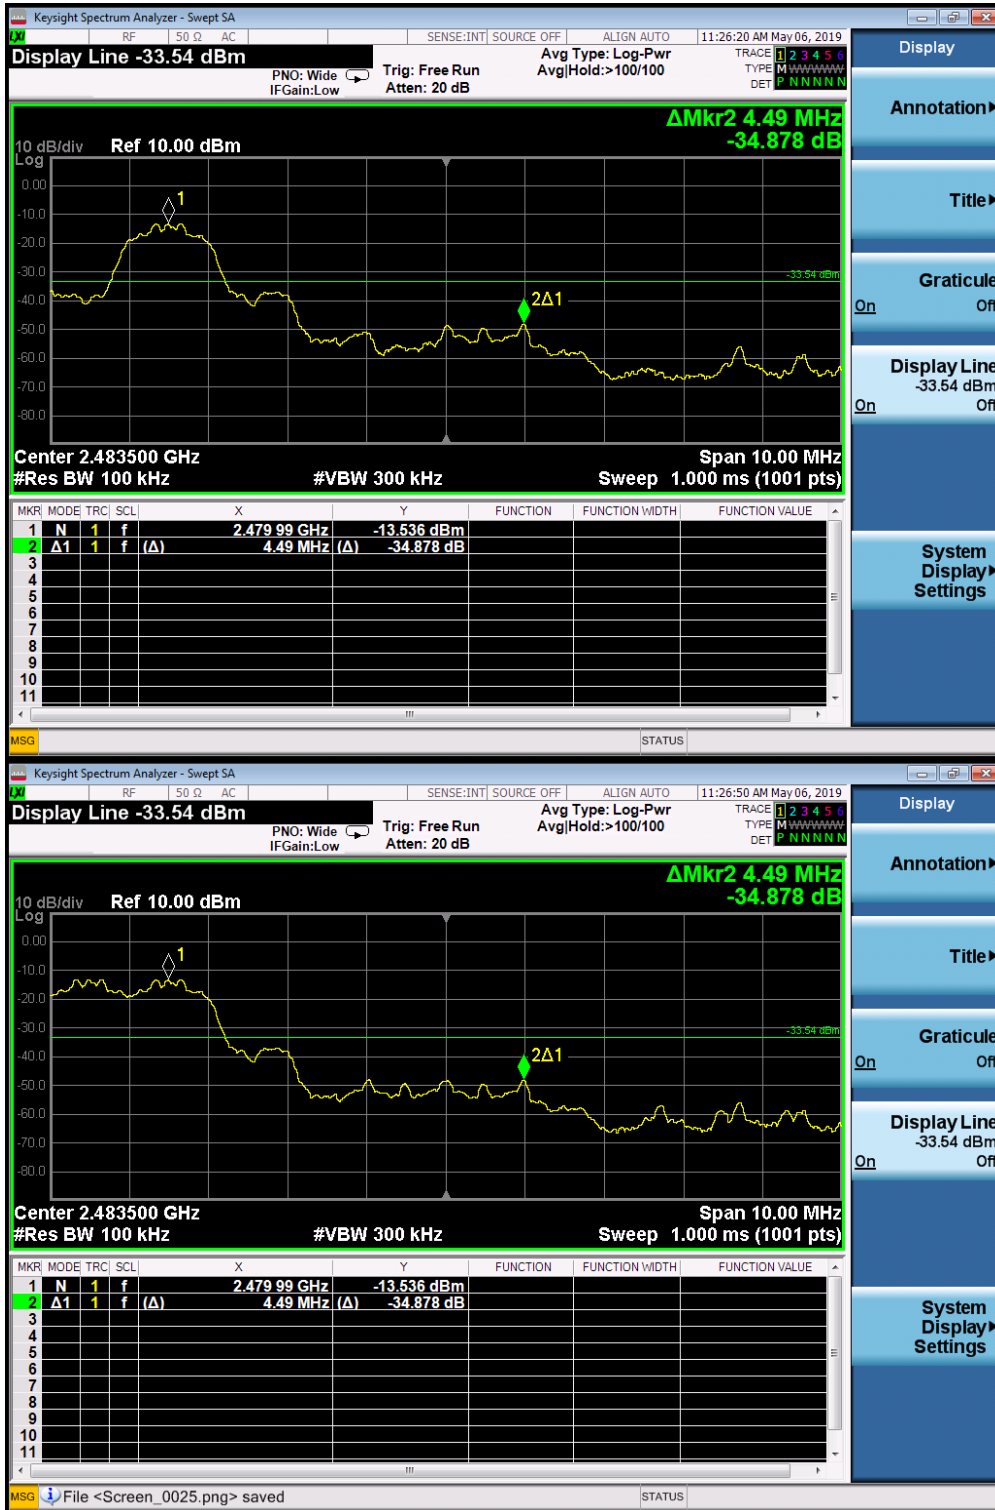 Keysight Spectrum Analyzer - Swept SA
LXI RF 50 Ω AC SENSE:INT SOURCE OFF ALIGN AUTO 11:26:20 AM May 06, 2019
Display Line -33.54 dBm
PNO: Wide
IFGain:Low
Trig: Free Run
Atten: 20 dB
Avg Type: Log-Pwr
Avg|Hold:>100/100
TRACE 1 2 3 4 5 6
TYPE M WWWWW
DET P N N N N N
ΔMkr2 4.49 MHz
-34.878 dB
10 dB/div Ref 10.00 dBm
Log
0.00
-10.0
-20.0
-30.0
-40.0
-50.0
-60.0
-70.0
-80.0
1
2Δ1
-33.54 dBm
Center 2.483500 GHz Span 10.00 MHz
#Res BW 100 kHz #VBW 300 kHz Sweep 1.000 ms (1001 pts)
MKR MODE TRC SCL X Y FUNCTION FUNCTION WIDTH FUNCTION VALUE
1 N 1 f 2.479 99 GHz -13.536 dBm
2 Δ1 1 f (Δ) 4.49 MHz (Δ) -34.878 dB
3
4
5
6
7
8
9
10
11
MSG STATUS
Display
Annotation
Title
Graticule
On Off
Display Line
-33.54 dBm
On Off
System
Display
Settings
Keysight Spectrum Analyzer - Swept SA
LXI RF 50 Ω AC SENSE:INT SOURCE OFF ALIGN AUTO 11:26:50 AM May 06, 2019
Display Line -33.54 dBm
PNO: Wide
IFGain:Low
Trig: Free Run
Atten: 20 dB
Avg Type: Log-Pwr
Avg|Hold:>100/100
TRACE 1 2 3 4 5 6
TYPE M WWWWW
DET P N N N N N
ΔMkr2 4.49 MHz
-34.878 dB
10 dB/div Ref 10.00 dBm
Log
0.00
-10.0
-20.0
-30.0
-40.0
-50.0
-60.0
-70.0
-80.0
1
2Δ1
-33.54 dBm
Center 2.483500 GHz Span 10.00 MHz
#Res BW 100 kHz #VBW 300 kHz Sweep 1.000 ms (1001 pts)
MKR MODE TRC SCL X Y FUNCTION FUNCTION WIDTH FUNCTION VALUE
1 N 1 f 2.479 99 GHz -13.536 dBm
2 Δ1 1 f (Δ) 4.49 MHz (Δ) -34.878 dB
3
4
5
6
7
8
9
10
11
MSG File <Screen_0025.png> saved STATUS
Display
Annotation
Title
Graticule
On Off
Display Line
-33.54 dBm
On Off
System
Display
Settings